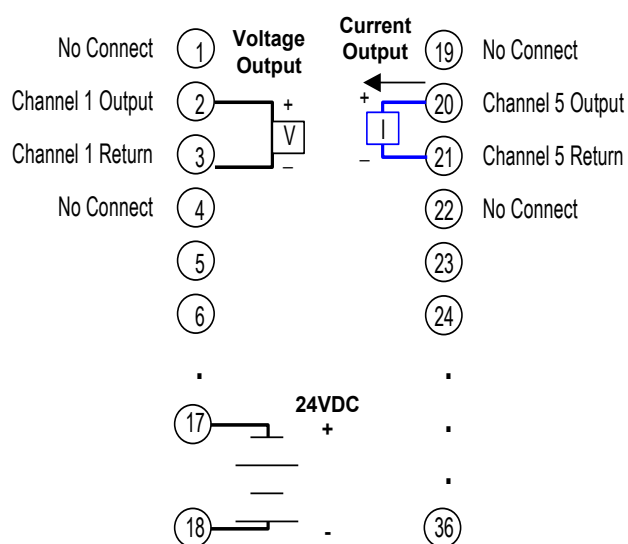 No Connect 1 Voltage Output Current Output 19 No Connect
Channel 1 Output 2 + + 20 Channel 5 Output
V I
Channel 1 Return 3 – – 21 Channel 5 Return
No Connect 4 22 No Connect
5 23
6 24
. .
17 24VDC + .
.
18 - 36